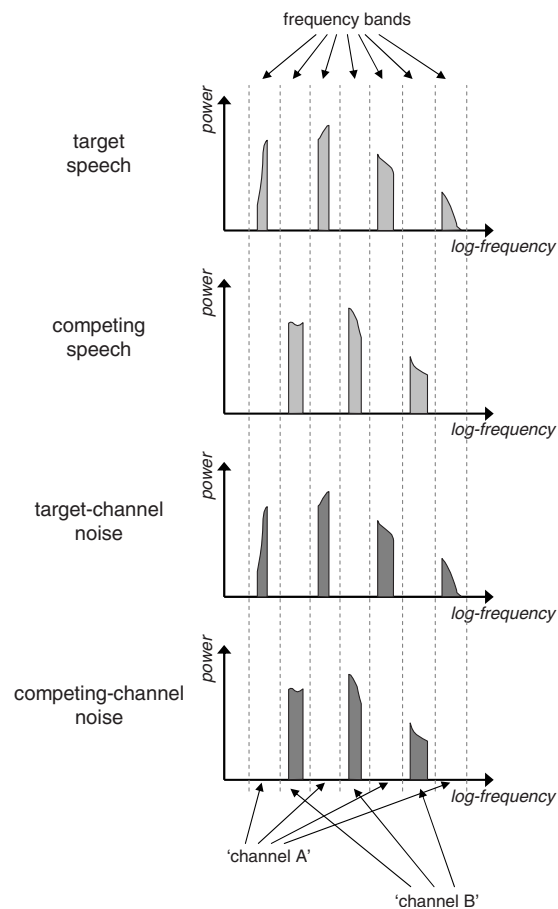 frequency bands
power
target
speech
log-frequency
power
competing
speech
log-frequency
power
target-channel
noise
log-frequency
power
competing-channel
noise
log-frequency
‘channel A’
‘channel B’